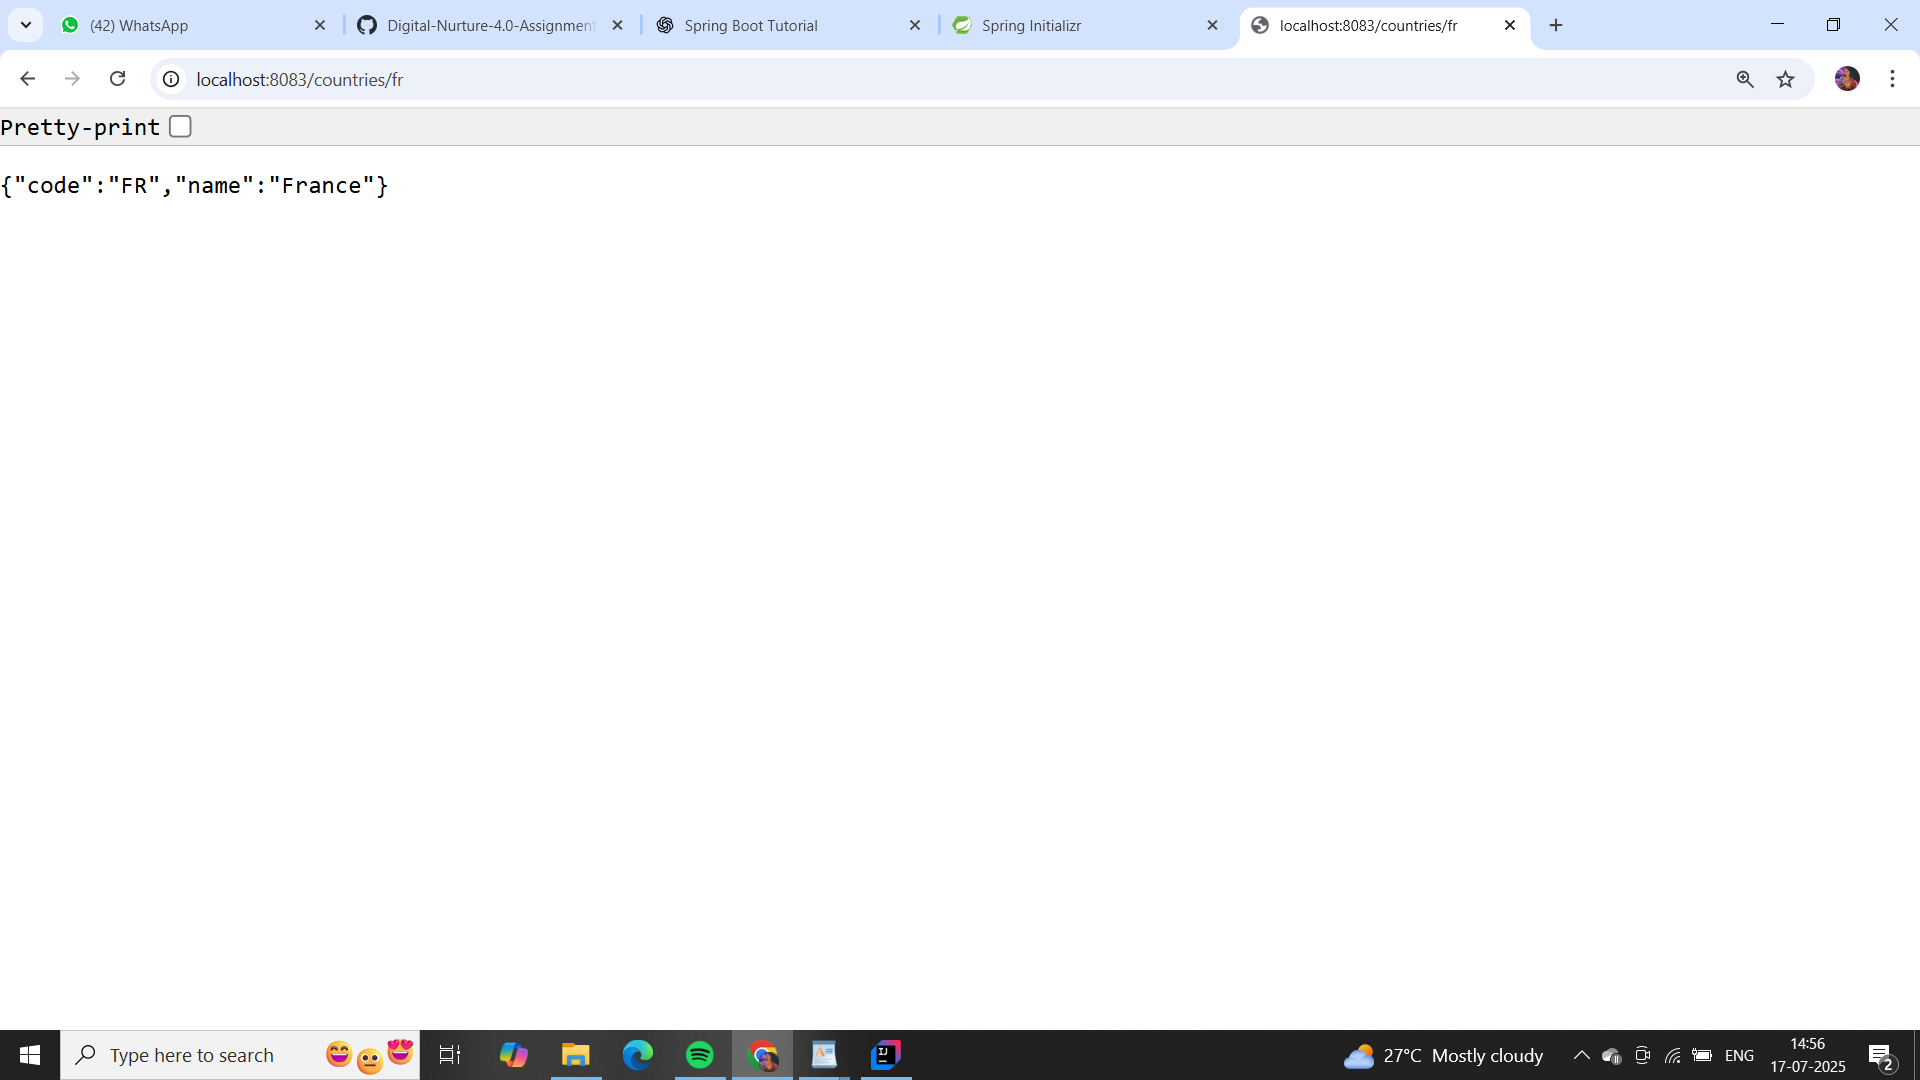 (42) WhatsApp
Digital-Nurture-4.0-Assignment
Spring Boot Tutorial
Spring Initializr
localhost:8083/countries/fr
localhost:8083/countries/fr
Pretty-print
{"code":"FR","name":"France"}
Type here to search
27°C Mostly cloudy
ENG
14:56
17-07-2025
2